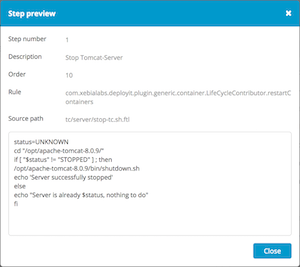 Step preview
Step number 1
Description Stop Tomcat-Server
Order 10
Rule com.xebialabs.deployit.plugin.generic.container.LifeCycleContributor.restartC
ontainers
Source path tc/server/stop-tc.sh.ftl
status=UNKNOWN
cd "/opt/apache-tomcat-8.0.9/"
if [ "$status" != "STOPPED" ] ; then
/opt/apache-tomcat-8.0.9/bin/shutdown.sh
echo 'Server successfully stopped'
else
echo "Server is already $status, nothing to do"
fi
Close